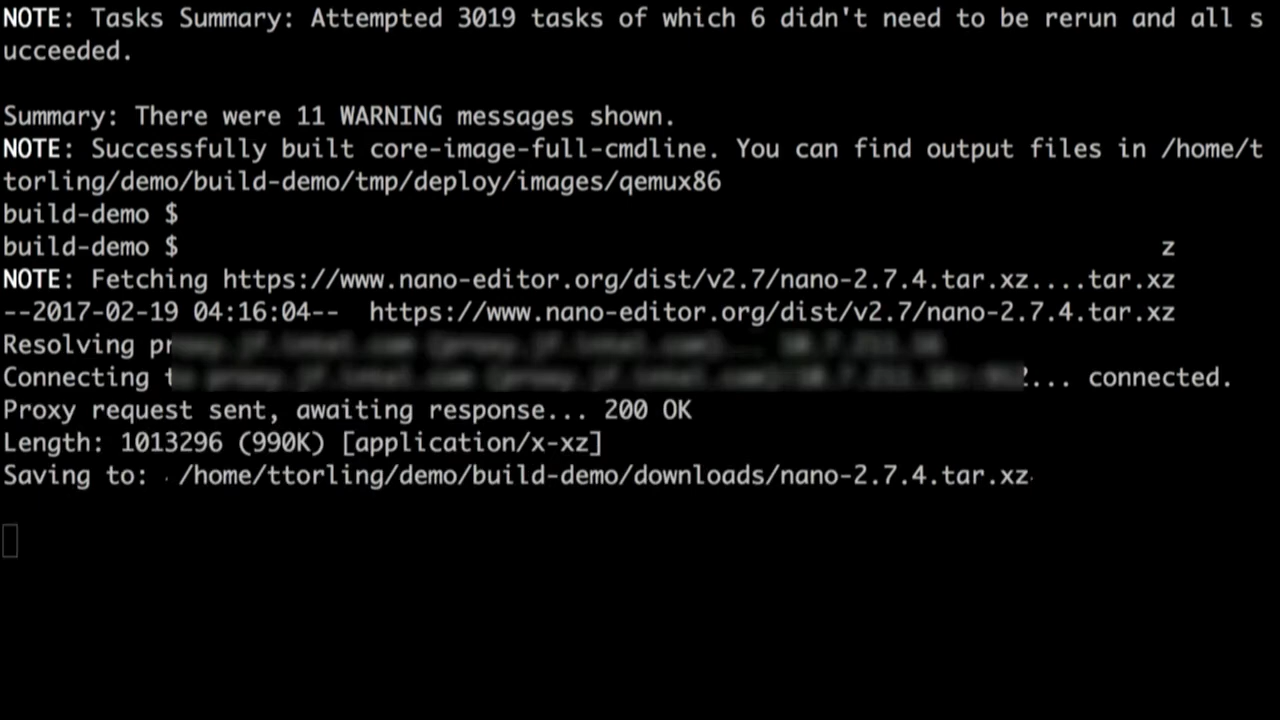 NOTE: Tasks Summary: Attempted 3019 tasks of which 6 didn't need to be rerun and all s
ucceeded.
Summary: There were 11 WARNING messages shown.
NOTE: Successfully built core-image-full-cmdline. You can find output files in /home/t
torling/demo/build-demo/tmp/deploy/images/qemux86
build-demo $
build-demo $ z
NOTE: Fetching https://www.nano-editor.org/dist/v2.7/nano-2.7.4.tar.xz....tar.xz
--2017-02-19 04:16:04-- https://www.nano-editor.org/dist/v2.7/nano-2.7.4.tar.xz
Resolving
Connecting ... connected.
Proxy request sent, awaiting response... 200 OK
Length: 1013296 (990K) [application/x-xz]
Saving to: /home/ttorling/demo/build-demo/downloads/nano-2.7.4.tar.xz